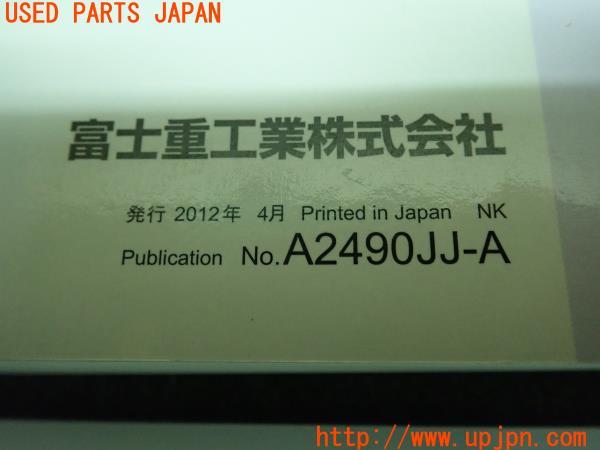 USED PARTS JAPAN
富士重工業株式会社
発行 2012年 4月 Printed in Japan NK
Publication No.A2490JJ-A
http://www.upjpn.com/